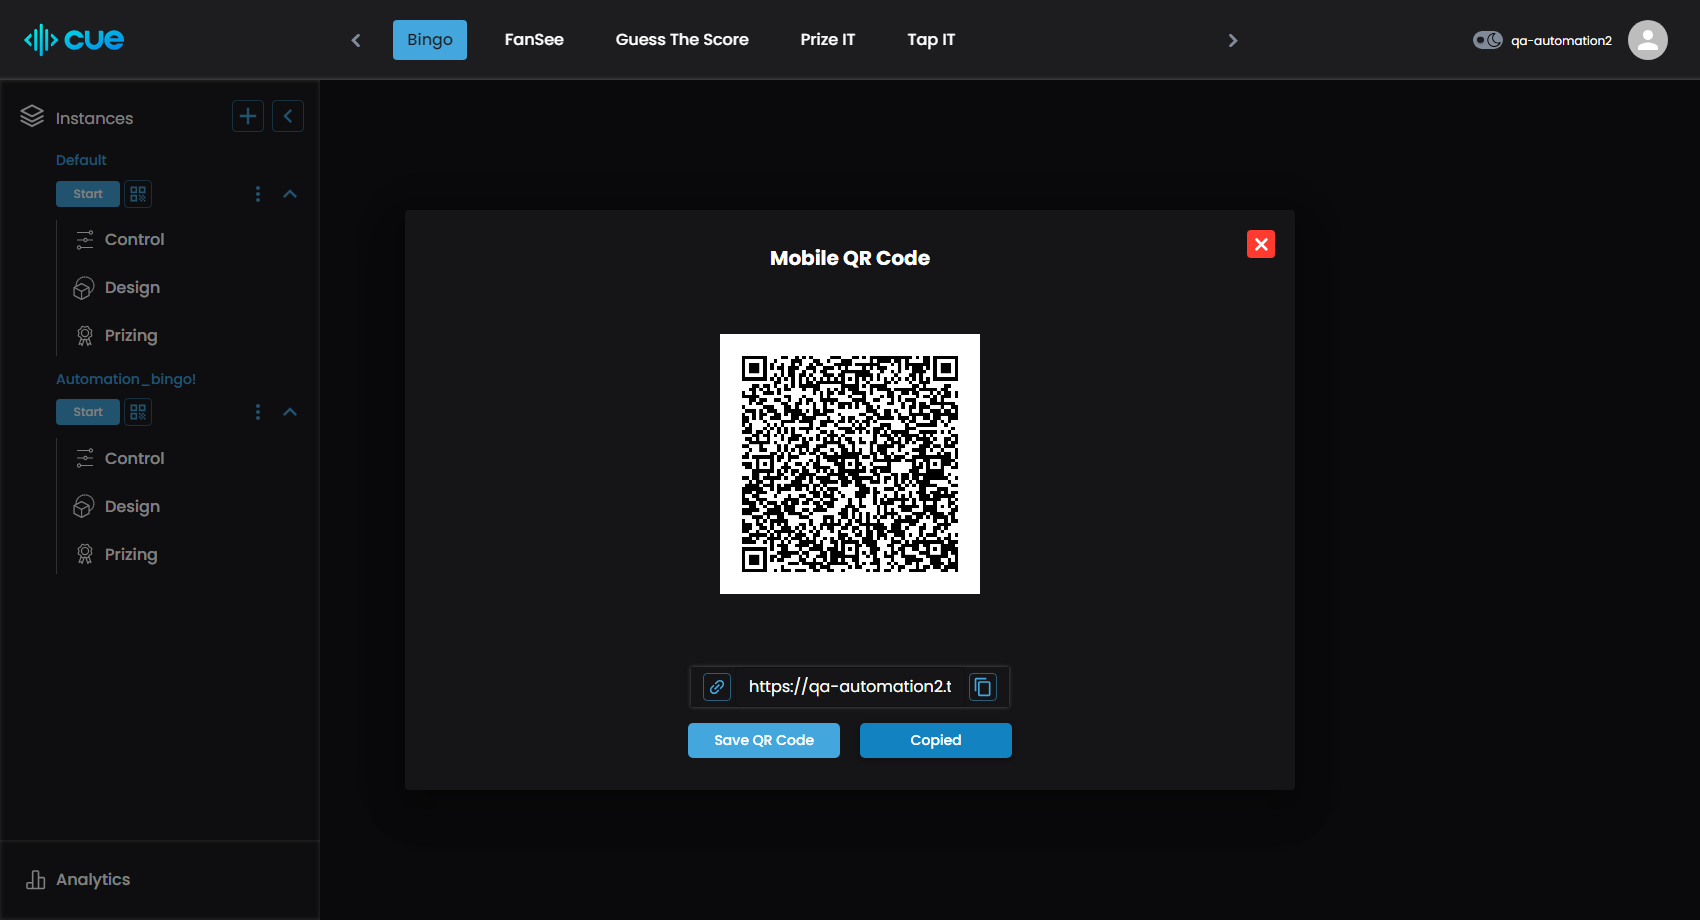 cue
Bingo
FanSee
Guess The Score
Prize IT
Tap IT
qa-automation2
Instances
Default
Start
Control
Design
Prizing
Automation_bingo!
Start
Control
Design
Prizing
Analytics
Mobile QR Code
https://qa-automation2.t
Save QR Code
Copied